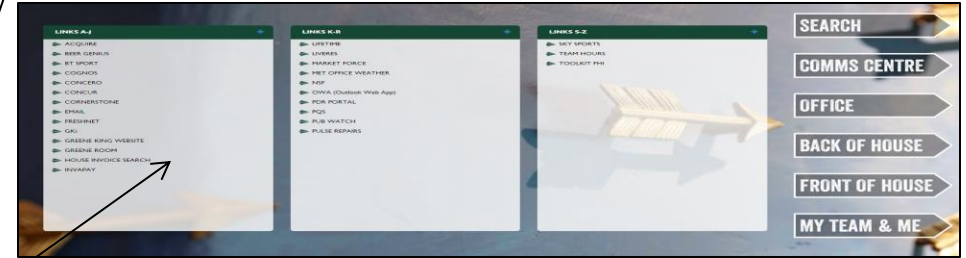 LINKS A-J
ACQUIRE
BEER GENIUS
BT SPORT
COGNOS
CONCERO
CONCUR
CORNERSTONE
EMAIL
FRESHNET
GKi
GREENE KING WEBSITE
GREENE ROOM
HOUSE INVOICE SEARCH
INVAPAY
LINKS K-R
LIFETIME
LIVERES
MARKET FORCE
MET OFFICE WEATHER
NSF
OWA (Outlook Web App)
PDR PORTAL
PQS
PUB WATCH
PULSE REPAIRS
LINKS S-Z
SKY SPORTS
TEAM HOURS
TOOLKIT FHI
SEARCH
COMMS CENTRE
OFFICE
BACK OF HOUSE
FRONT OF HOUSE
MY TEAM & ME